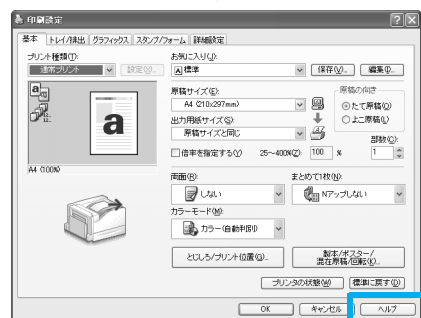 印刷設定
基本 トレイ/排出 グラフィックス スタンプ/フォーム 詳細設定
プリント種類(T):
通常プリント 設定(V)...
お気に入り(J):
標準 保存(V)... 編集(I)...
原稿サイズ(E):
A4 (210x297mm)
出力用紙サイズ(S):
原稿サイズと同じ
原稿の向き
たて原稿(O)
よこ原稿(L)
倍率を指定する(Y) 25～400%(Z): 100 %
部数(C):
1
a
a
A4 (100%)
両面(R):
しない
まとめて1枚(N):
Nアップしない
カラーモード(M):
カラー(自動判別)
とじしろ/プリント位置(Q)...
製本/ポスター/
混在原稿/回転(K)...
プリンタの状態(W) 標準に戻す(D)
OK キャンセル ヘルプ